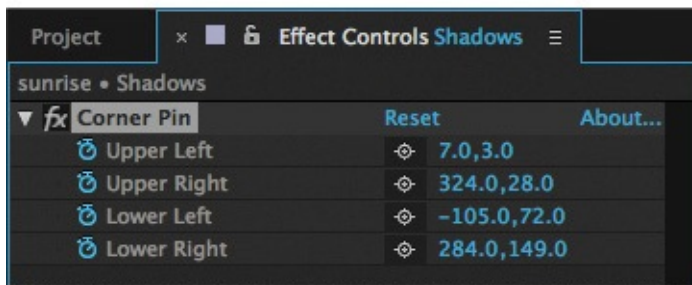 Project × Effect Controls Shadows
sunrise • Shadows
fx Corner Pin Reset About...
Upper Left 7.0,3.0
Upper Right 324.0,28.0
Lower Left -105.0,72.0
Lower Right 284.0,149.0